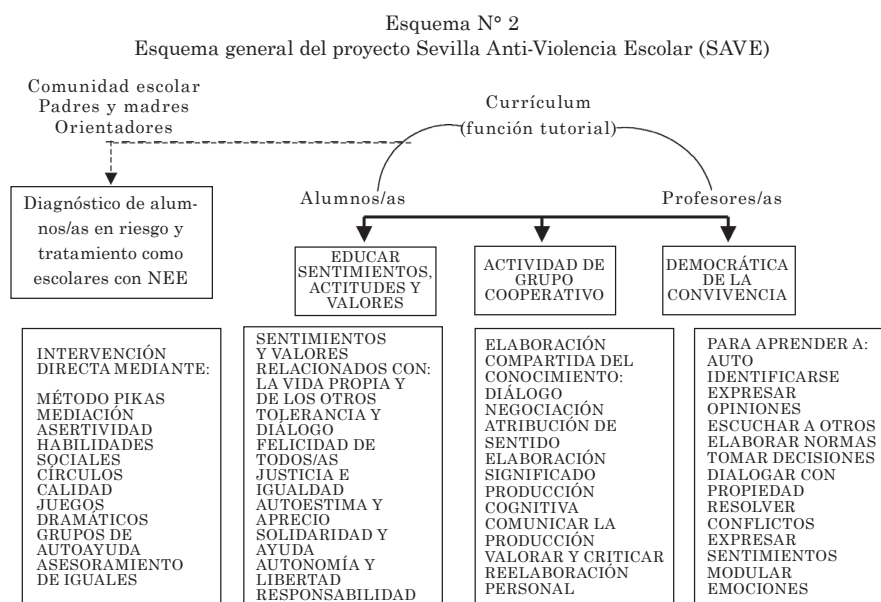 Esquema N° 2
Esquema general del proyecto Sevilla Anti-Violencia Escolar (SAVE)
Comunidad escolar
Padres y madres
Orientadores
Currículum
(función tutorial)
Alumnos/as
Profesores/as
Diagnóstico de alum-
nos/as en riesgo y
tratamiento como
escolares con NEE
EDUCAR
SENTIMIENTOS,
ACTITUDES Y
VALORES
ACTIVIDAD DE
GRUPO
COOPERATIVO
DEMOCRÁTICA
DE LA
CONVIVENCIA
INTERVENCIÓN
DIRECTA MEDIANTE:
MÉTODO PIKAS
MEDIACIÓN
ASERTIVIDAD
HABILIDADES
SOCIALES
CÍRCULOS
CALIDAD
JUEGOS
DRAMÁTICOS
GRUPOS DE
AUTOAYUDA
ASESORAMIENTO
DE IGUALES
SENTIMIENTOS
Y VALORES
RELACIONADOS CON:
LA VIDA PROPIA Y
DE LOS OTROS
TOLERANCIA Y
DIÁLOGO
FELICIDAD DE
TODOS/AS
JUSTICIA E
IGUALDAD
AUTOESTIMA Y
APRECIO
SOLIDARIDAD Y
AYUDA
AUTONOMÍA Y
LIBERTAD
RESPONSABILIDAD
ELABORACIÓN
COMPARTIDA DEL
CONOCIMIENTO:
DIÁLOGO
NEGOCIACIÓN
ATRIBUCIÓN DE
SENTIDO
ELABORACIÓN
SIGNIFICADO
PRODUCCIÓN
COGNITIVA
COMUNICAR LA
PRODUCCIÓN
VALORAR Y CRITICAR
REELABORACIÓN
PERSONAL
PARA APRENDER A:
AUTO
IDENTIFICARSE
EXPRESAR
OPINIONES
ESCUCHAR A OTROS
ELABORAR NORMAS
TOMAR DECISIONES
DIALOGAR CON
PROPIEDAD
RESOLVER
CONFLICTOS
EXPRESAR
SENTIMIENTOS
MODULAR
EMOCIONES